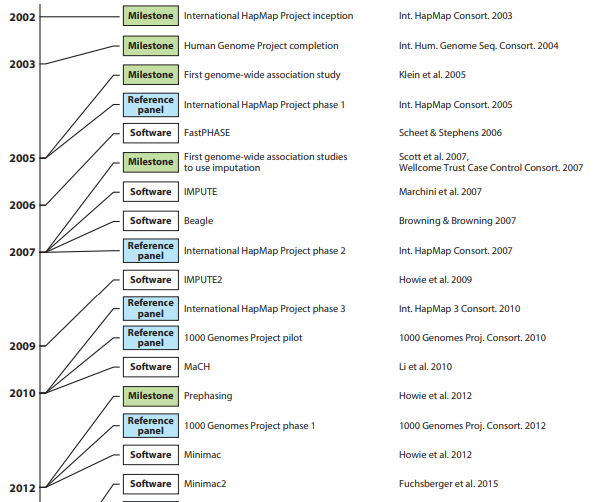 2002 Milestone International HapMap Project inception Int. HapMap Consort. 2003
Milestone Human Genome Project completion Int. Hum. Genome Seq. Consort. 2004
2003
Milestone First genome-wide association study Klein et al. 2005
Reference panel International HapMap Project phase 1 Int. HapMap Consort. 2005
Software FastPHASE Scheet & Stephens 2006
2005
Milestone First genome-wide association studies Scott et al. 2007,
to use imputation Wellcome Trust Case Control Consort. 2007
Software IMPUTE Marchini et al. 2007
2006
Software Beagle Browning & Browning 2007
2007
Reference panel International HapMap Project phase 2 Int. HapMap Consort. 2007
Software IMPUTE2 Howie et al. 2009
Reference panel International HapMap Project phase 3 Int. HapMap 3 Consort. 2010
Reference panel 1000 Genomes Project pilot 1000 Genomes Proj. Consort. 2010
2009
Software MaCH Li et al. 2010
2010
Milestone Prephasing Howie et al. 2012
Reference panel 1000 Genomes Project phase 1 1000 Genomes Proj. Consort. 2012
Software Minimac Howie et al. 2012
2012
Software Minimac2 Fuchsberger et al. 2015